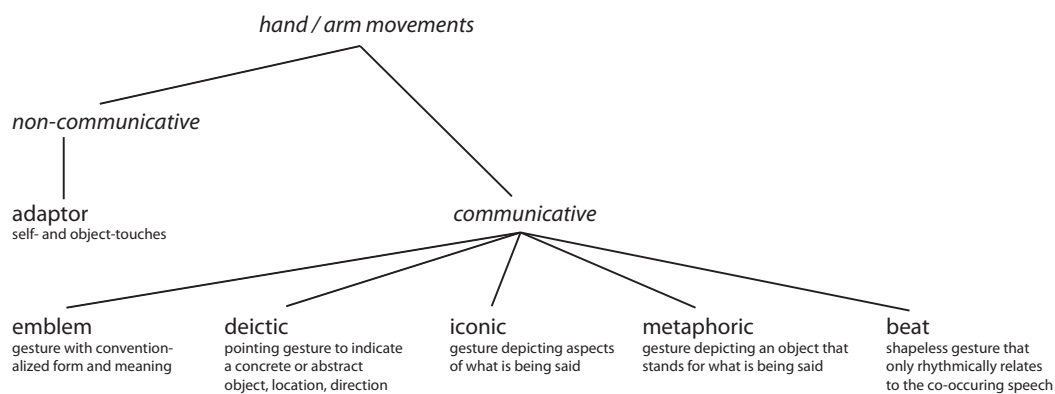 hand / arm movements
non-communicative
adaptor
self- and object-touches
communicative
emblem
gesture with convention-
alized form and meaning
deictic
pointing gesture to indicate
a concrete or abstract
object, location, direction
iconic
gesture depicting aspects
of what is being said
metaphoric
gesture depicting an object that
stands for what is being said
beat
shapeless gesture that
only rhythmically relates
to the co-occuring speech